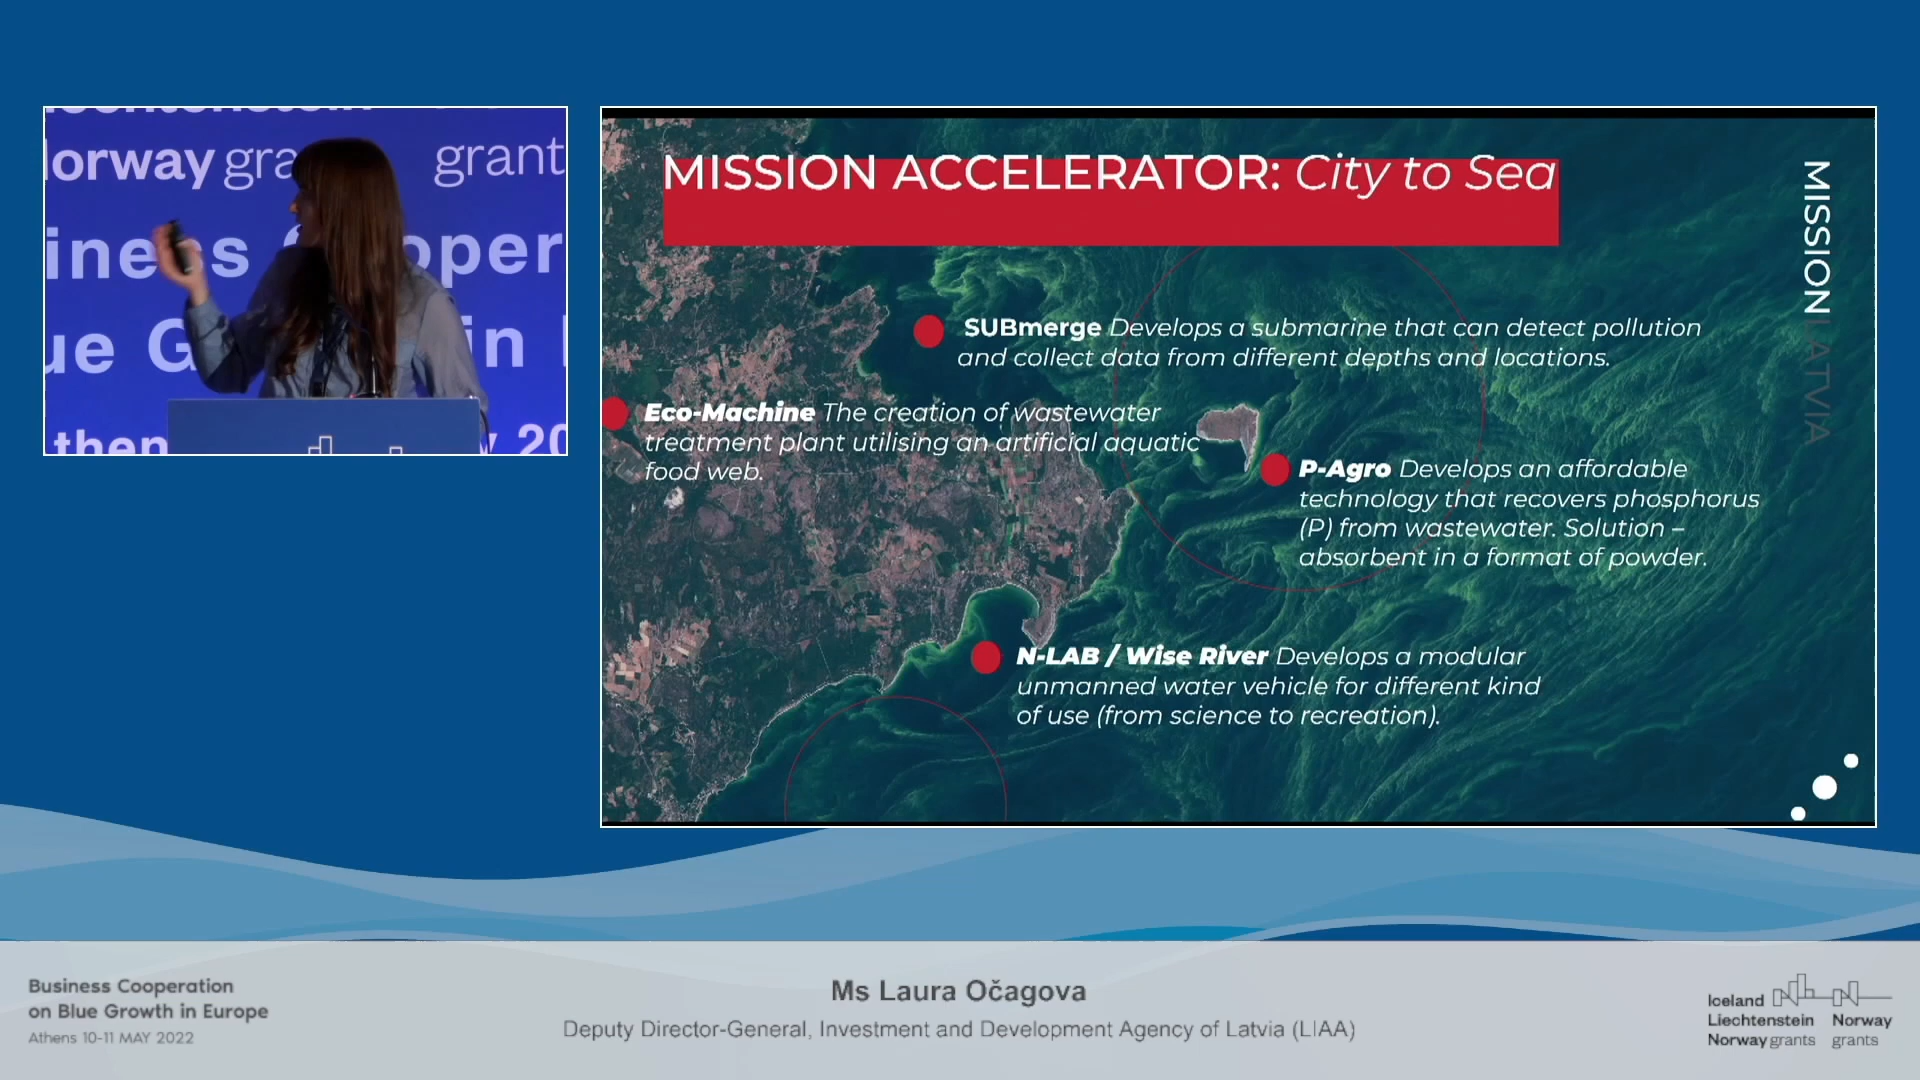 Norway grants
grant
iness Cooper
ue G in
then 20
MISSION ACCELERATOR: City to Sea
MISSION LATVIA
SUBmerge Develops a submarine that can detect pollution
and collect data from different depths and locations.
Eco-Machine The creation of wastewater
treatment plant utilising an artificial aquatic
food web.
P-Agro Develops an affordable
technology that recovers phosphorus
(P) from wastewater. Solution –
absorbent in a format of powder.
N-LAB / Wise River Develops a modular
unmanned water vehicle for different kind
of use (from science to recreation).
Business Cooperation
on Blue Growth in Europe
Athens 10-11 MAY 2022
Ms Laura Očagova
Deputy Director-General, Investment and Development Agency of Latvia (LIAA)
Iceland
Liechtenstein
Norway grants
Norway
grants